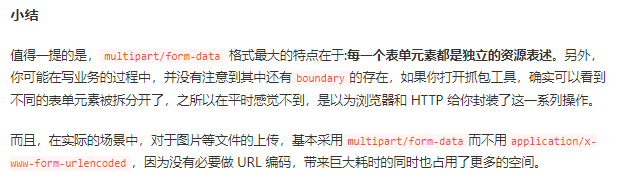 小结
值得一提的是， multipart/form-data 格式最大的特点在于:每一个表单元素都是独立的资源表述。另外，
你可能在写业务的过程中，并没有注意到其中还有 boundary 的存在，如果你打开抓包工具，确实可以看到
不同的表单元素被拆分开了，之所以在平时感觉不到，是以为浏览器和 HTTP 给你封装了这一系列操作。
而且，在实际的场景中，对于图片等文件的上传，基本采用 multipart/form-data 而不用 application/x-
www-form-urlencoded ，因为没有必要做 URL 编码，带来巨大耗时的同时也占用了更多的空间。